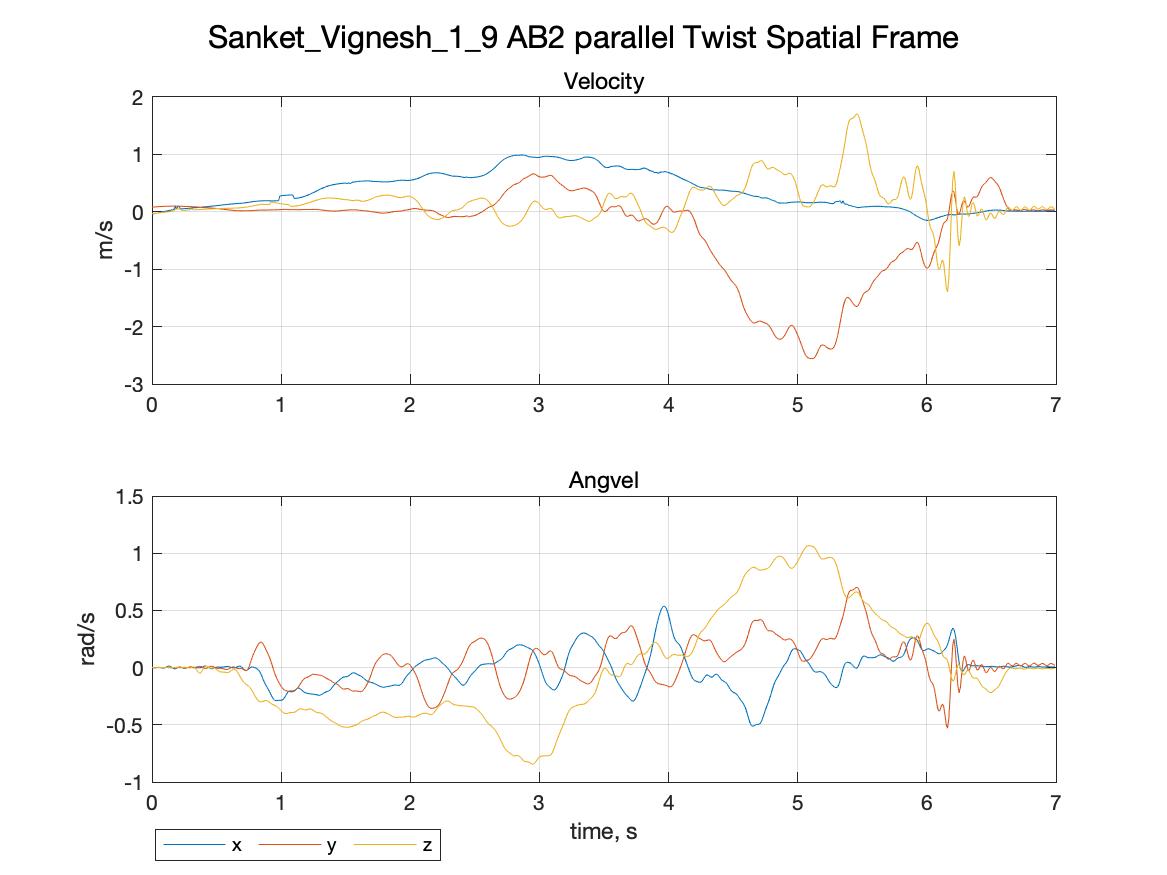 Sanket_Vignesh_1_9 AB2 parallel Twist Spatial Frame
Velocity
2
1
0
-1
-2
-3
m/s
0 1 2 3 4 5 6 7
Angvel
1.5
1
0.5
0
-0.5
-1
rad/s
0 1 2 3 4 5 6 7
time, s
x y z